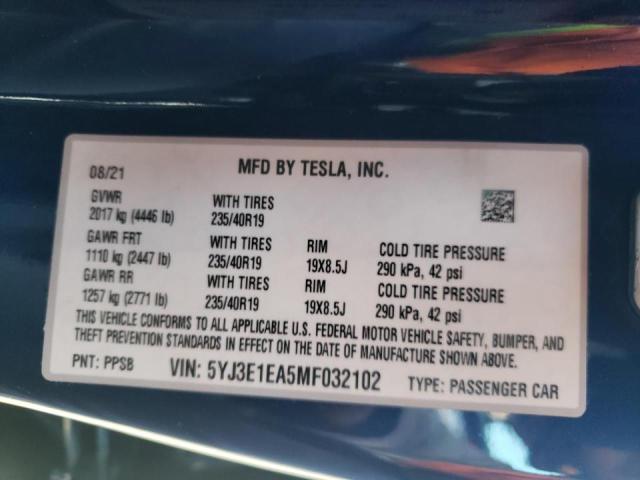 08/21 MFD BY TESLA, INC.
GVWR WITH TIRES
2017 kg (4446 lb) 235/40R19
GAWR FRT WITH TIRES RIM COLD TIRE PRESSURE
1110 kg (2447 lb) 235/40R19 19X8.5J 290 kPa, 42 psi
GAWR RR WITH TIRES RIM COLD TIRE PRESSURE
1257 kg (2771 lb) 235/40R19 19X8.5J 290 kPa, 42 psi
THIS VEHICLE CONFORMS TO ALL APPLICABLE U.S. FEDERAL MOTOR VEHICLE SAFETY, BUMPER, AND
THEFT PREVENTION STANDARDS IN EFFECT ON THE DATE OF MANUFACTURE SHOWN ABOVE.
PNT: PPSB VIN: 5YJ3E1EA5MF032102 TYPE: PASSENGER CAR